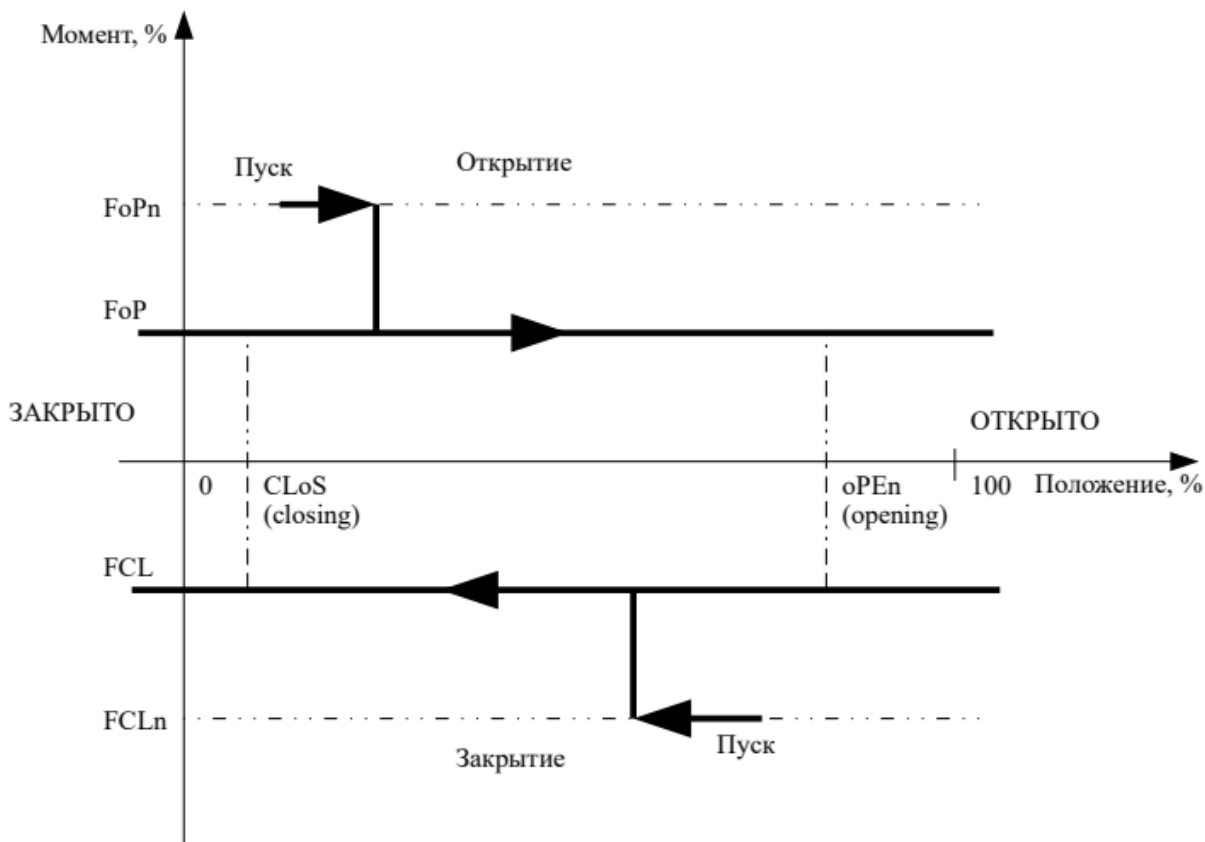 Момент, %
Пуск
Открытие
FoPn
FoP
ЗАКРЫТО
ОТКРЫТО
0
CLoS
(closing)
oPEn
(opening)
100
Положение, %
FCL
FCLn
Закрытие
Пуск